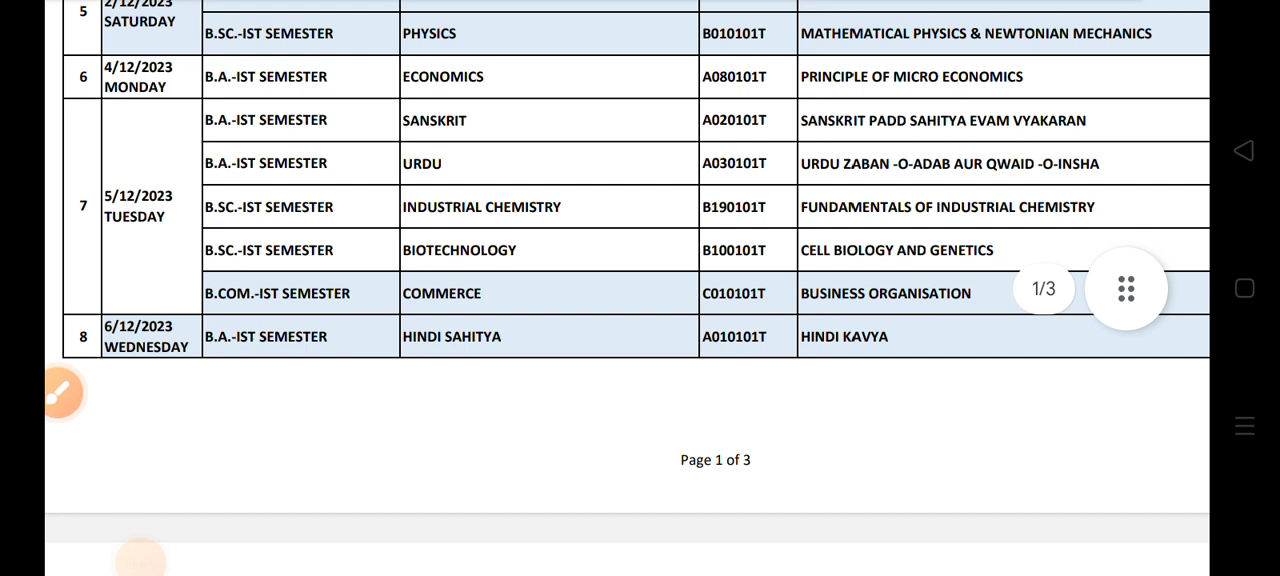 2/12/2023
5
SATURDAY
B.SC.-IST SEMESTER PHYSICS B010101T MATHEMATICAL PHYSICS & NEWTONIAN MECHANICS
4/12/2023
6 B.A.-IST SEMESTER ECONOMICS A080101T PRINCIPLE OF MICRO ECONOMICS
MONDAY
B.A.-IST SEMESTER SANSKRIT A020101T SANSKRIT PADD SAHITYA EVAM VYAKARAN
B.A.-IST SEMESTER URDU A030101T URDU ZABAN -O-ADAB AUR QWAID -O-INSHA
5/12/2023
7 B.SC.-IST SEMESTER INDUSTRIAL CHEMISTRY B190101T FUNDAMENTALS OF INDUSTRIAL CHEMISTRY
TUESDAY
B.SC.-IST SEMESTER BIOTECHNOLOGY B100101T CELL BIOLOGY AND GENETICS
B.COM.-IST SEMESTER COMMERCE C010101T BUSINESS ORGANISATION 1/3
6/12/2023
8 B.A.-IST SEMESTER HINDI SAHITYA A010101T HINDI KAVYA
WEDNESDAY
Page 1 of 3